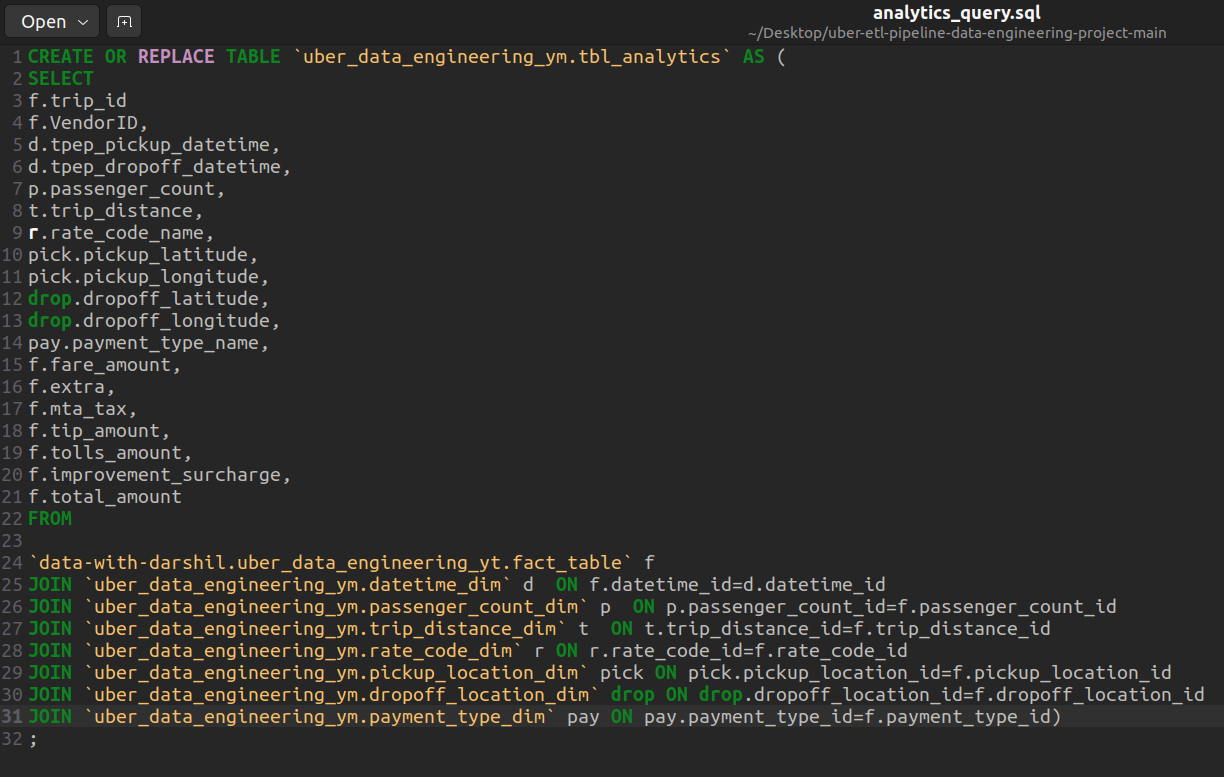 Open
analytics_query.sql
~/Desktop/uber-etl-pipeline-data-engineering-project-main
1 CREATE OR REPLACE TABLE `uber_data_engineering_ym.tbl_analytics` AS (
2 SELECT
3 f.trip_id
4 f.VendorID,
5 d.tpep_pickup_datetime,
6 d.tpep_dropoff_datetime,
7 p.passenger_count,
8 t.trip_distance,
9 r.rate_code_name,
10 pick.pickup_latitude,
11 pick.pickup_longitude,
12 drop.dropoff_latitude,
13 drop.dropoff_longitude,
14 pay.payment_type_name,
15 f.fare_amount,
16 f.extra,
17 f.mta_tax,
18 f.tip_amount,
19 f.tolls_amount,
20 f.improvement_surcharge,
21 f.total_amount
22 FROM
23
24 `data-with-darshil.uber_data_engineering_yt.fact_table` f
25 JOIN `uber_data_engineering_ym.datetime_dim` d  ON f.datetime_id=d.datetime_id
26 JOIN `uber_data_engineering_ym.passenger_count_dim` p  ON p.passenger_count_id=f.passenger_count_id
27 JOIN `uber_data_engineering_ym.trip_distance_dim` t  ON t.trip_distance_id=f.trip_distance_id
28 JOIN `uber_data_engineering_ym.rate_code_dim` r ON r.rate_code_id=f.rate_code_id
29 JOIN `uber_data_engineering_ym.pickup_location_dim` pick ON pick.pickup_location_id=f.pickup_location_id
30 JOIN `uber_data_engineering_ym.dropoff_location_dim` drop ON drop.dropoff_location_id=f.dropoff_location_id
31 JOIN `uber_data_engineering_ym.payment_type_dim` pay ON pay.payment_type_id=f.payment_type_id)
32 ;